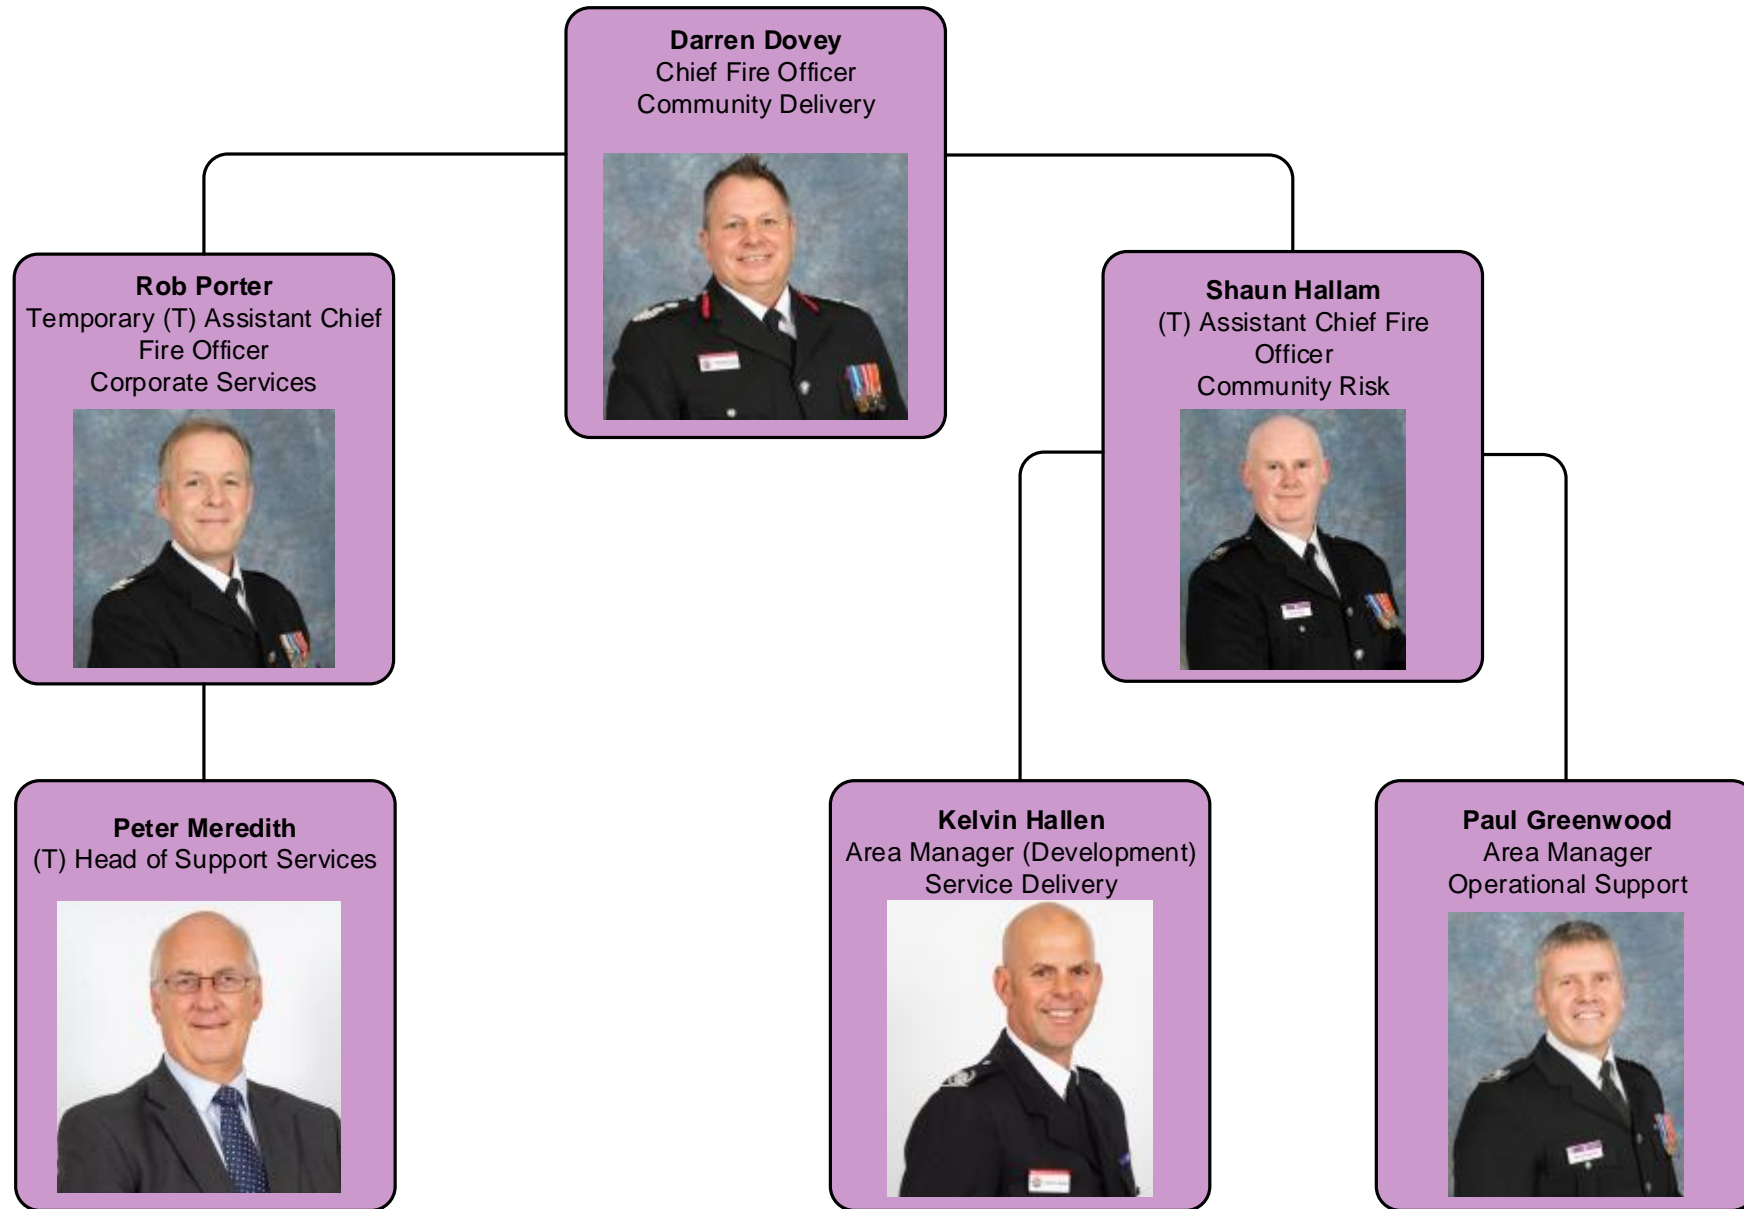 Darren Dovey
Chief Fire Officer
Community Delivery
Rob Porter
Temporary (T) Assistant Chief
Fire Officer
Corporate Services
Shaun Hallam
(T) Assistant Chief Fire
Officer
Community Risk
Peter Meredith
(T) Head of Support Services
Kelvin Hallen
Area Manager (Development)
Service Delivery
Paul Greenwood
Area Manager
Operational Support